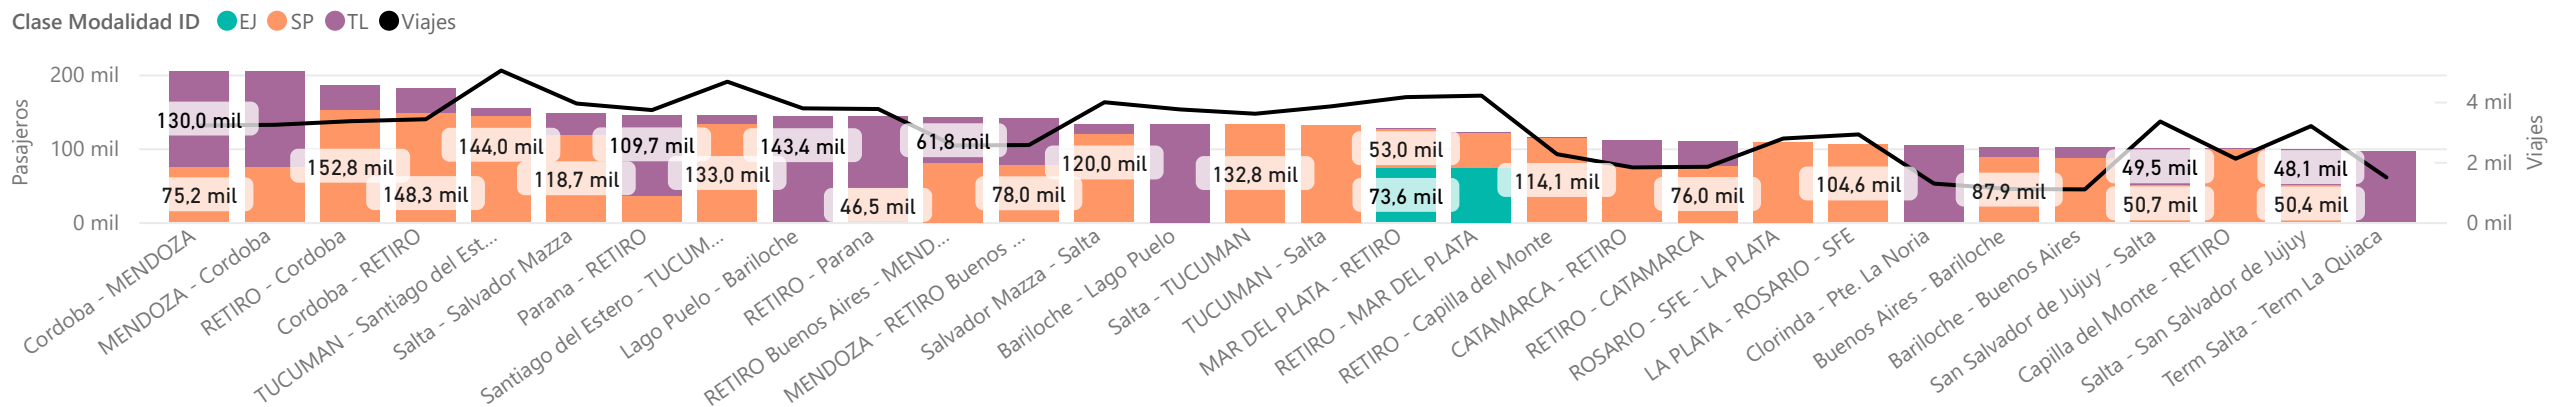 Clase Modalidad ID EJ SP TL Viajes
Pasajeros
200 mil
100 mil
0 mil
130,0 mil
75,2 mil
152,8 mil
148,3 mil
144,0 mil
118,7 mil
109,7 mil
133,0 mil
143,4 mil
46,5 mil
61,8 mil
78,0 mil
120,0 mil
132,8 mil
53,0 mil
73,6 mil
114,1 mil
76,0 mil
104,6 mil
87,9 mil
49,5 mil
50,7 mil
48,1 mil
50,4 mil
4 mil
2 mil
0 mil
Viajes
Cordoba - MENDOZA
MENDOZA - Cordoba
RETIRO - Cordoba
Cordoba - RETIRO
TUCUMAN - Santiago del Est...
Salta - Salvador Mazza
Parana - RETIRO
Santiago del Estero - TUCUM...
Lago Puelo - Bariloche
RETIRO - Parana
RETIRO Buenos Aires - MEND...
MENDOZA - RETIRO Buenos ...
Salvador Mazza - Salta
Bariloche - Lago Puelo
Salta - TUCUMAN
TUCUMAN - Salta
MAR DEL PLATA - RETIRO
RETIRO - MAR DEL PLATA
RETIRO - Capilla del Monte
CATAMARCA - RETIRO
RETIRO - CATAMARCA
ROSARIO - SFE - LA PLATA
LA PLATA - ROSARIO - SFE
Clorinda - Pte. La Noria
Buenos Aires - Bariloche
Bariloche - Buenos Aires
San Salvador de Jujuy - Salta
Capilla del Monte - RETIRO
Salta - San Salvador de Jujuy
Term Salta - Term La Quiaca